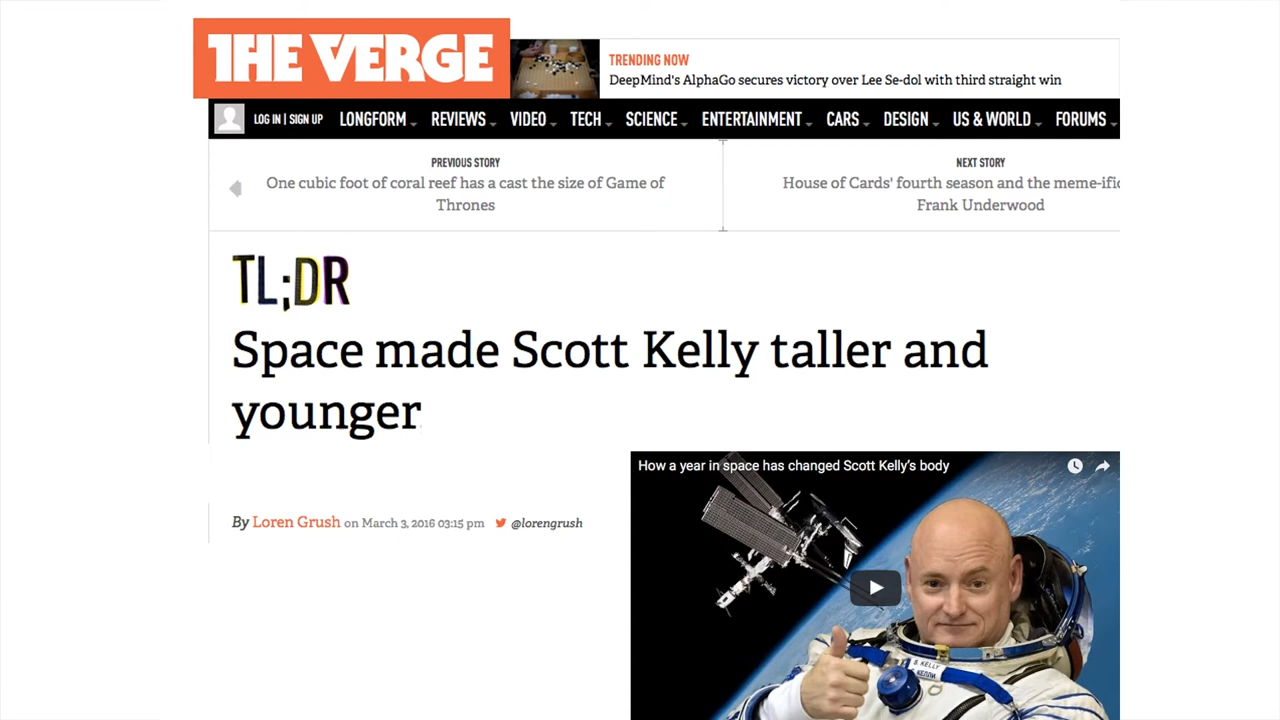 THE VERGE
TRENDING NOW
DeepMind's AlphaGo secures victory over Lee Se-dol with third straight win
LOG IN | SIGN UP LONGFORM REVIEWS VIDEO TECH SCIENCE ENTERTAINMENT CARS DESIGN US & WORLD FORUMS
PREVIOUS STORY
One cubic foot of coral reef has a cast the size of Game of
Thrones
NEXT STORY
House of Cards' fourth season and the meme-ific
Frank Underwood
TL;DR
Space made Scott Kelly taller and
younger
By Loren Grush on March 3, 2016 03:15 pm @lorengrush
How a year in space has changed Scott Kelly's body
S. KELLY
С. КЕЛЛИ